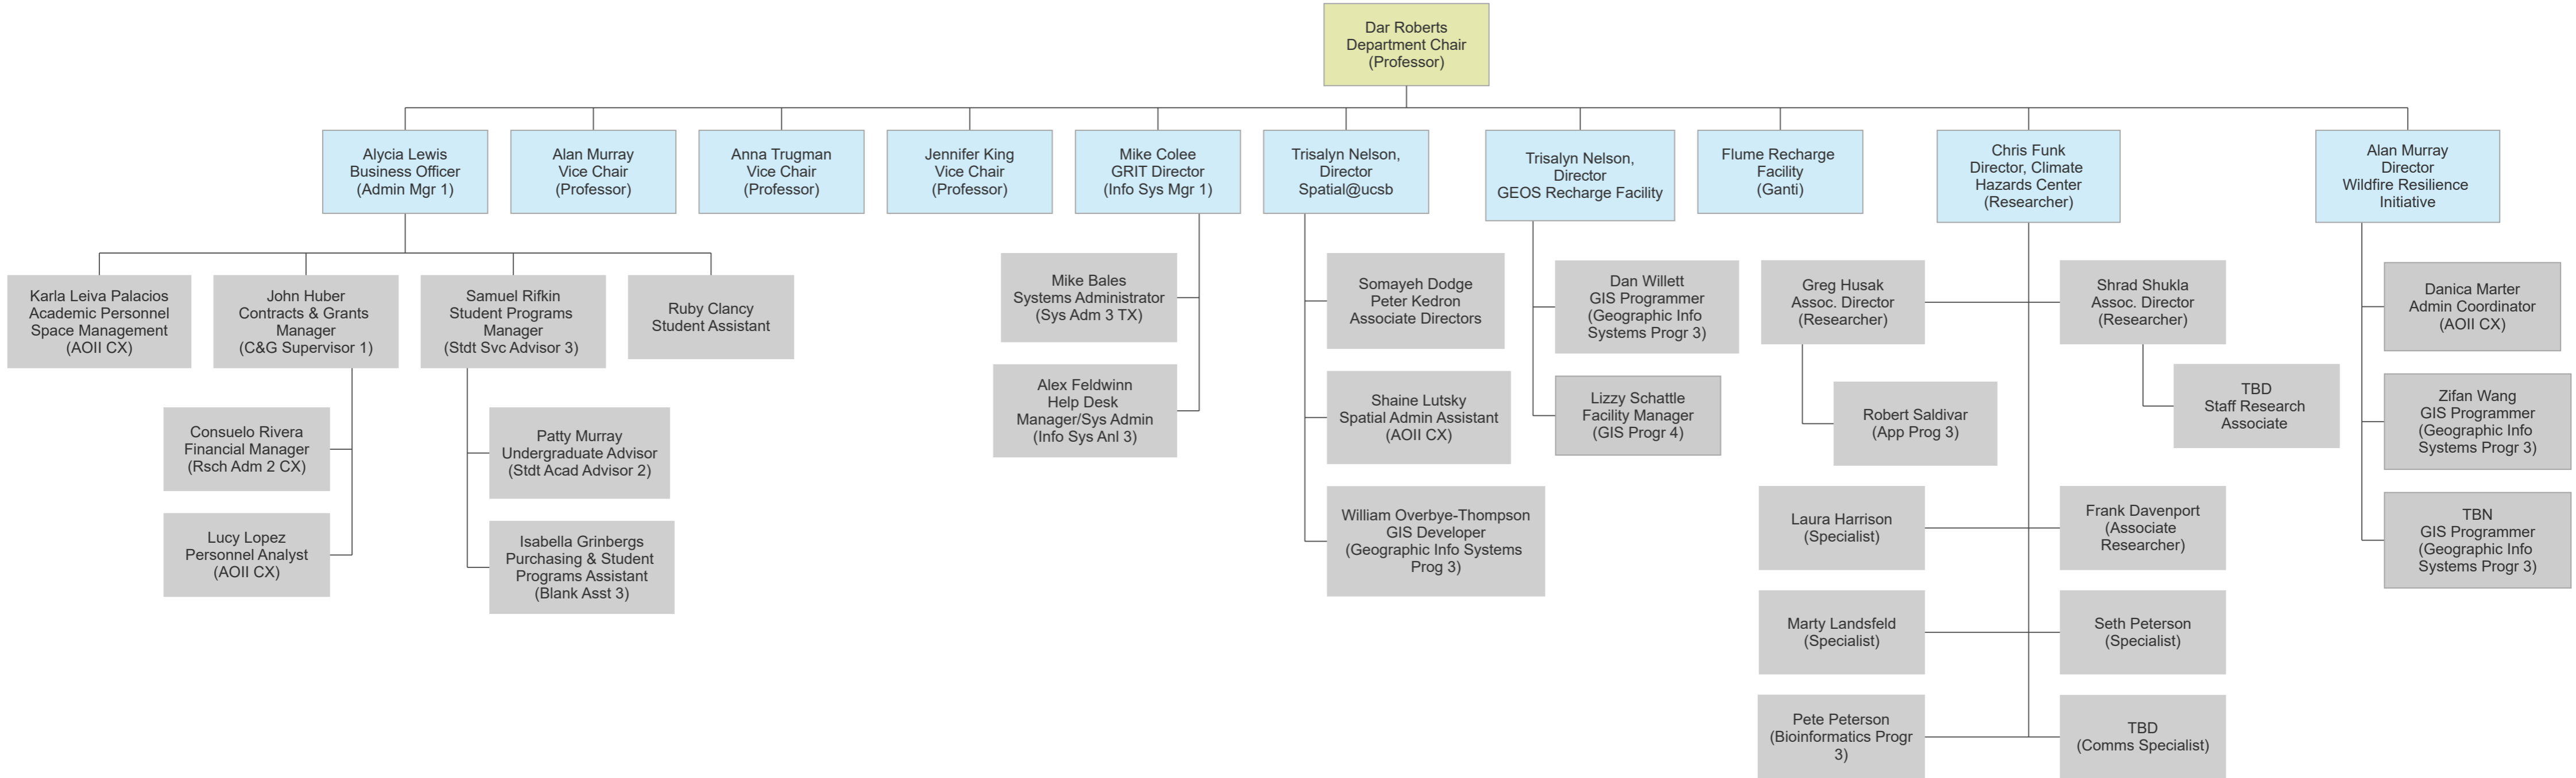 Dar Roberts
Department Chair
(Professor)
Alycia Lewis
Business Officer
(Admin Mgr 1)
Alan Murray
Vice Chair
(Professor)
Anna Trugman
Vice Chair
(Professor)
Jennifer King
Vice Chair
(Professor)
Mike Colee
GRIT Director
(Info Sys Mgr 1)
Trisalyn Nelson,
Director
Spatial@ucsb
Trisalyn Nelson,
Director
GEOS Recharge Facility
Flume Recharge
Facility
(Ganti)
Chris Funk
Director, Climate
Hazards Center
(Researcher)
Alan Murray
Director
Wildfire Resilience
Initiative
Karla Leiva Palacios
Academic Personnel
Space Management
(AOII CX)
John Huber
Contracts & Grants
Manager
(C&G Supervisor 1)
Samuel Rifkin
Student Programs
Manager
(Stdt Svc Advisor 3)
Ruby Clancy
Student Assistant
Consuelo Rivera
Financial Manager
(Rsch Adm 2 CX)
Lucy Lopez
Personnel Analyst
(AOII CX)
Patty Murray
Undergraduate Advisor
(Stdt Acad Advisor 2)
Isabella Grinbergs
Purchasing & Student
Programs Assistant
(Blank Asst 3)
Mike Bales
Systems Administrator
(Sys Adm 3 TX)
Alex Feldwinn
Help Desk
Manager/Sys Admin
(Info Sys Anl 3)
Somayeh Dodge
Peter Kedron
Associate Directors
Shaine Lutsky
Spatial Admin Assistant
(AOII CX)
William Overbye-Thompson
GIS Developer
(Geographic Info Systems
Prog 3)
Dan Willett
GIS Programmer
(Geographic Info
Systems Progr 3)
Lizzy Schattle
Facility Manager
(GIS Progr 4)
Greg Husak
Assoc. Director
(Researcher)
Shrad Shukla
Assoc. Director
(Researcher)
Robert Saldivar
(App Prog 3)
TBD
Staff Research
Associate
Laura Harrison
(Specialist)
Frank Davenport
(Associate
Researcher)
Marty Landsfeld
(Specialist)
Seth Peterson
(Specialist)
Pete Peterson
(Bioinformatics Progr
3)
TBD
(Comms Specialist)
Danica Marter
Admin Coordinator
(AOII CX)
Zifan Wang
GIS Programmer
(Geographic Info
Systems Progr 3)
TBN
GIS Programmer
(Geographic Info
Systems Progr 3)